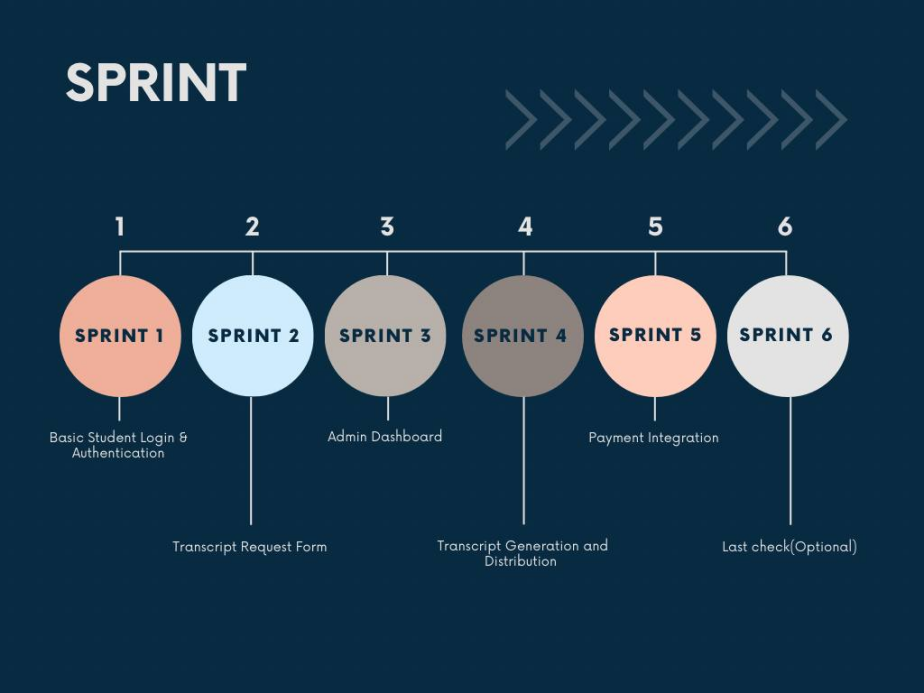 SPRINT
1 2 3 4 5 6
SPRINT 1 SPRINT 2 SPRINT 3 SPRINT 4 SPRINT 5 SPRINT 6
Basic Student Login &
Authentication
Admin Dashboard
Payment Integration
Transcript Request Form
Transcript Generation and
Distribution
Last check(Optional)